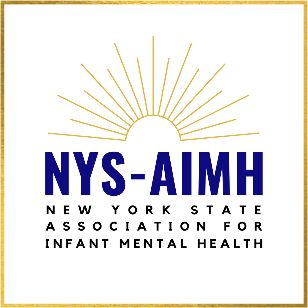 NYS-AIMH
NEW YORK STATE
ASSOCIATION FOR
INFANT MENTAL HEALTH